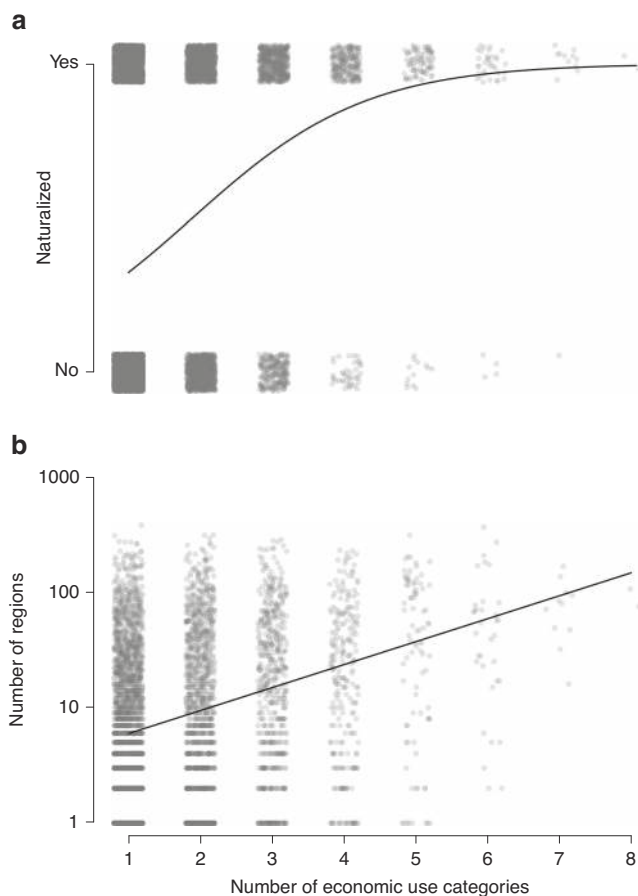 a
Yes
Naturalized
No
b
1000
100
Number of regions
10
1
1 2 3 4 5 6 7 8
Number of economic use categories